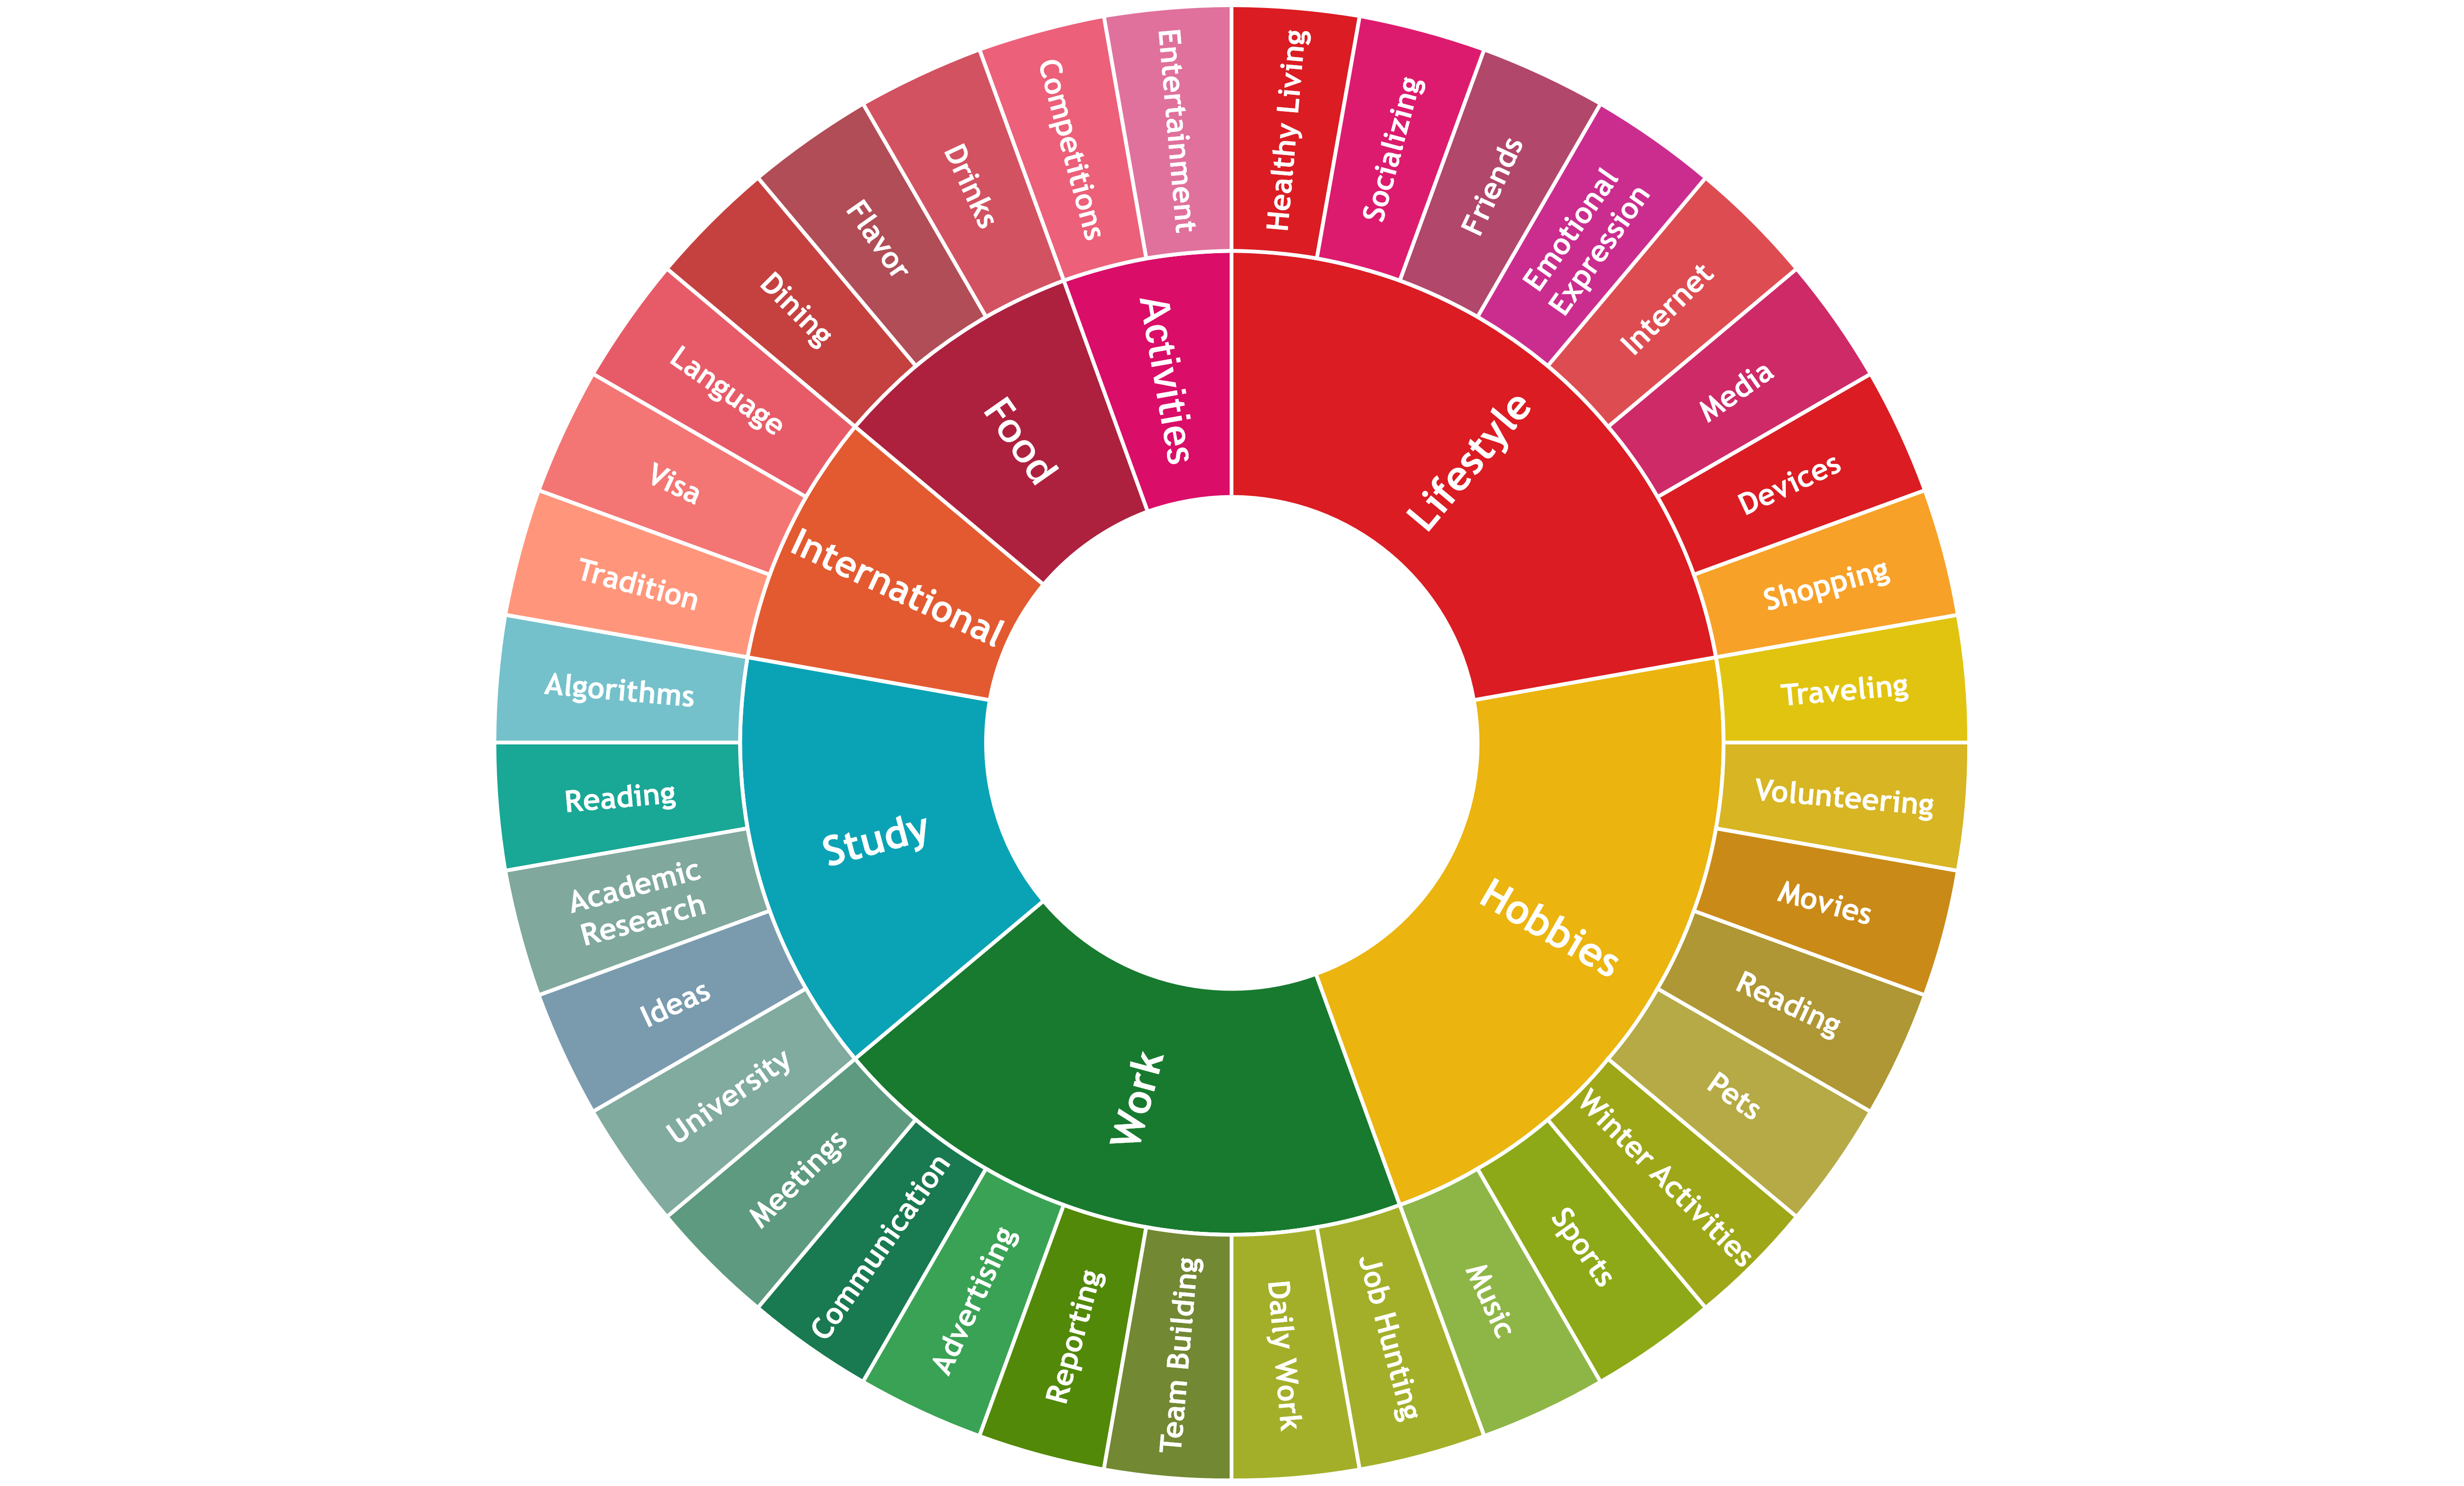 Lifestyle
Hobbies
Work
Study
International
Food
Activities
Healthy Living
Socializing
Friends
Emotional
Expression
Internet
Media
Devices
Shopping
Traveling
Volunteering
Movies
Reading
Pets
Winter Activities
Sports
Music
Job Hunting
Daily Work
Team Building
Reporting
Advertising
Communication
Meetings
University
Ideas
Academic
Research
Reading
Algorithms
Tradition
Visa
Language
Dining
Flavor
Drinks
Competitions
Entertainment